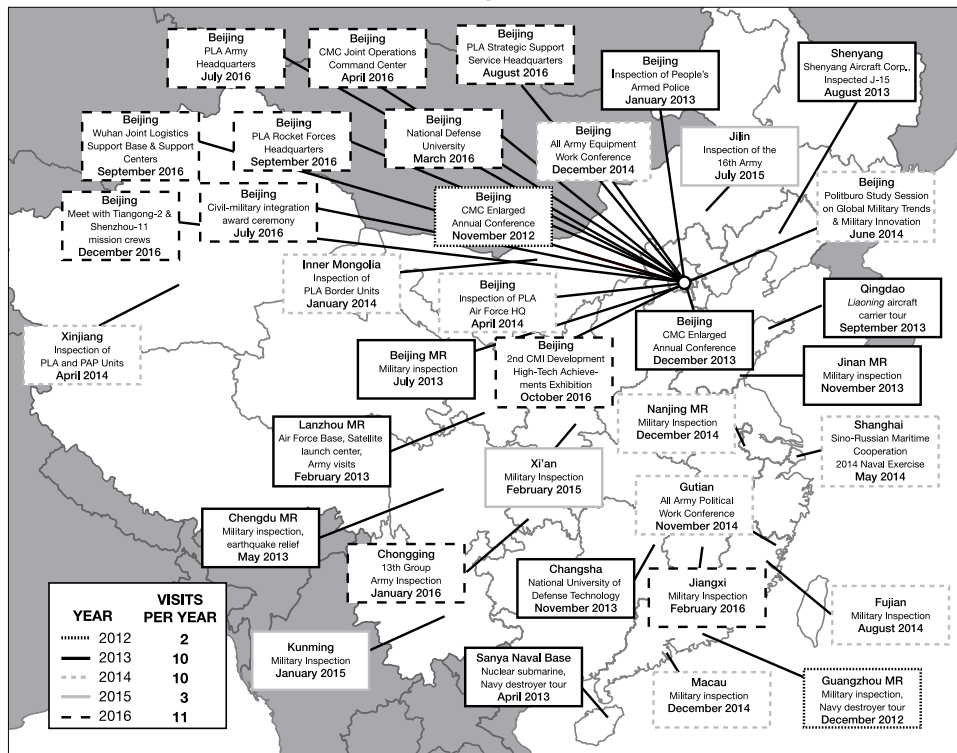 Beijing
PLA Army
Headquarters
July 2016
Beijing
CMC Joint Operations
Command Center
April 2016
Beijing
PLA Strategic Support
Service Headquarters
August 2016
Beijing
Inspection of People's
Armed Police
January 2013
Shenyang
Shenyang Aircraft Corp.,
Inspected J-15
August 2013
Beijing
Wuhan Joint Logistics
Support Base & Support
Centers
September 2016
Beijing
PLA Rocket Forces
Headquarters
September 2016
Beijing
National Defense
University
March 2016
Beijing
All Army Equipment
Work Conference
December 2014
Jilin
Inspection of the
16th Army
July 2015
Beijing
Meet with Tiangong-2 &
Shenzhou-11
mission crews
December 2016
Beijing
Civil-military integration
award ceremony
July 2016
Beijing
CMC Enlarged
Annual Conference
November 2012
Beijing
Politburo Study Session
on Global Military Trends
& Military Innovation
June 2014
Inner Mongolia
Inspection of
PLA Border Units
January 2014
Beijing
Inspection of PLA
Air Force HQ
April 2014
Qingdao
Liaoning aircraft
carrier tour
September 2013
Xinjiang
Inspection of
PLA and PAP Units
April 2014
Beijing MR
Military inspection
July 2013
Beijing
2nd CMI Development
High-Tech Achieve-
ments Exhibition
October 2016
Beijing
CMC Enlarged
Annual Conference
December 2013
Jinan MR
Military inspection
November 2013
Lanzhou MR
Air Force Base, Satellite
launch center,
Army visits
February 2013
Nanjing MR
Military Inspection
December 2014
Shanghai
Sino-Russian Maritime
Cooperation
2014 Naval Exercise
May 2014
Xi'an
Military Inspection
February 2015
Gutian
All Army Political
Work Conference
November 2014
Chengdu MR
Military inspection,
earthquake relief
May 2013
Chongging
13th Group
Army Inspection
January 2016
Changsha
National University of
Defense Technology
November 2013
Jiangxi
Military Inspection
February 2016
Fujian
Military Inspection
August 2014
Kunming
Military Inspection
January 2015
Sanya Naval Base
Nuclear submarine,
Navy destroyer tour
April 2013
Macau
Military inspection
December 2014
Guangzhou MR
Military inspection,
Navy destroyer tour
December 2012
YEAR VISITS PER YEAR
2012 2
2013 10
2014 10
2015 3
2016 11